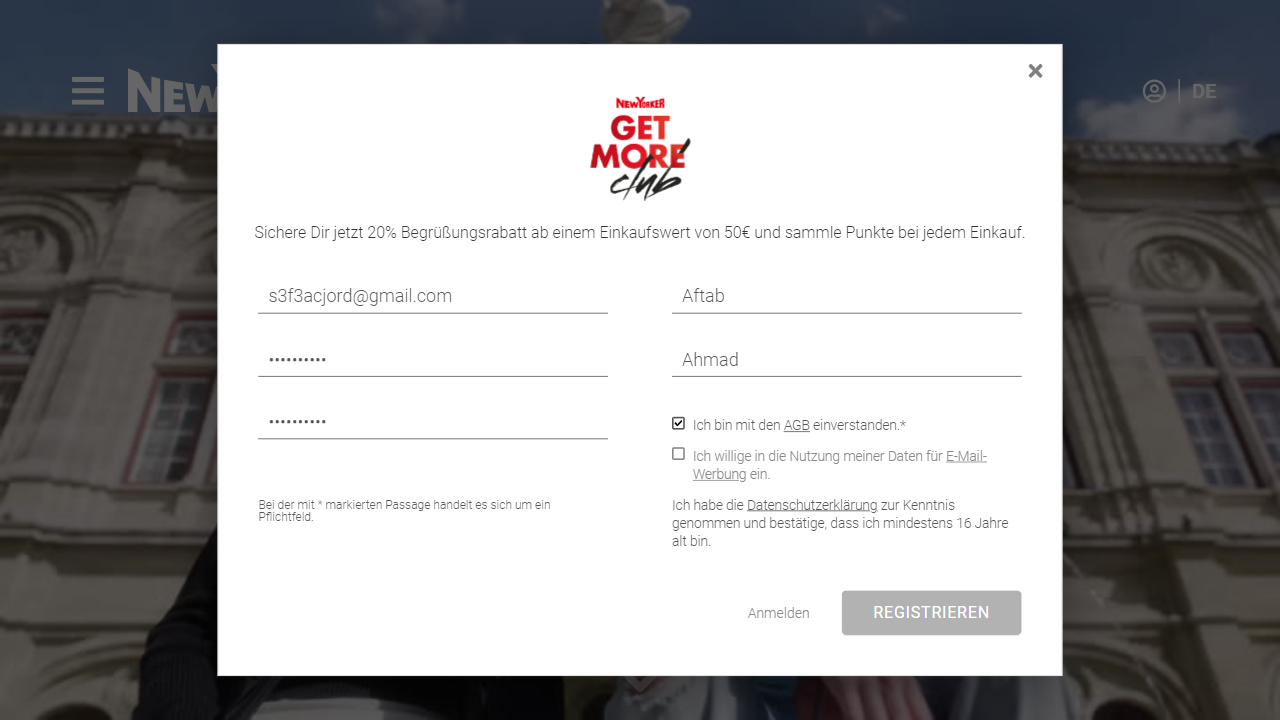 DE
NEWYORKER
GET
MORE
club
Sichere Dir jetzt 20% Begrüßungsrabatt ab einem Einkaufswert von 50€ und sammle Punkte bei jedem Einkauf.
s3f3acjord@gmail.com
Aftab
••••••••••
Ahmad
••••••••••
Ich bin mit den AGB einverstanden.*
Ich willige in die Nutzung meiner Daten für E-Mail-
Werbung ein.
Bei der mit * markierten Passage handelt es sich um ein
Pflichtfeld.
Ich habe die Datenschutzerklärung zur Kenntnis
genommen und bestätige, dass ich mindestens 16 Jahre
alt bin.
Anmelden
REGISTRIEREN